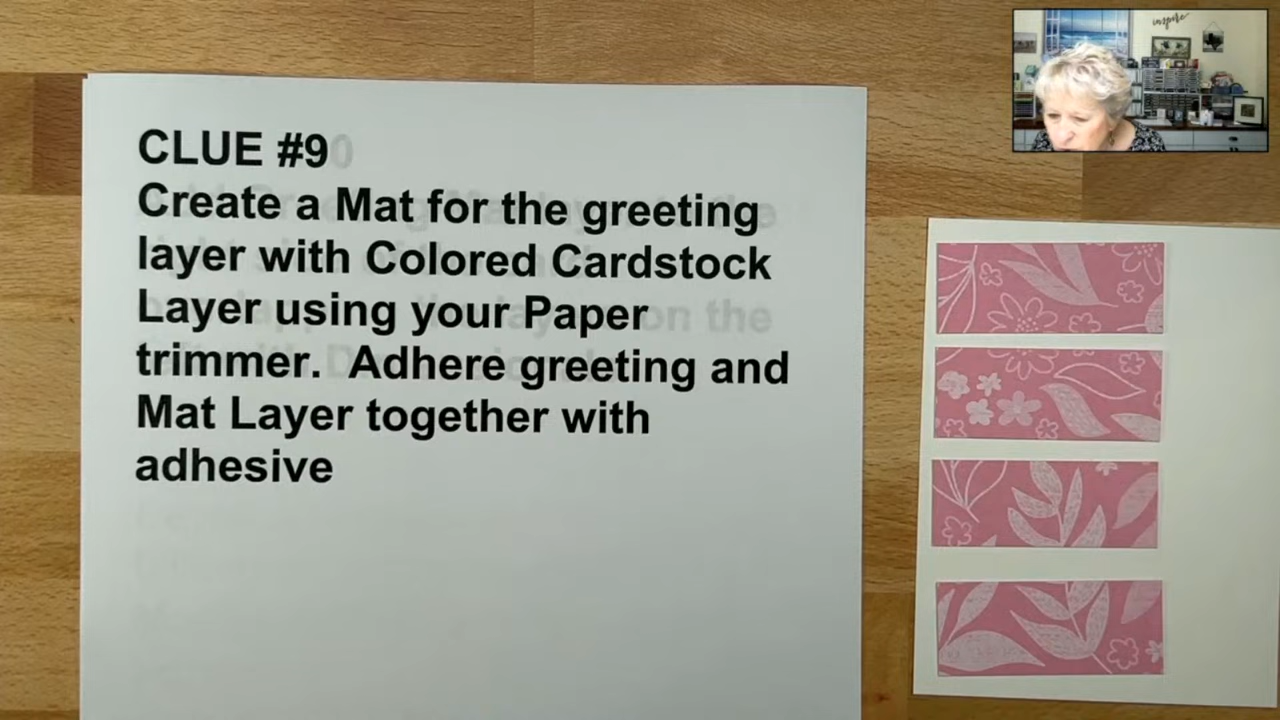 inspire
CLUE #9
Create a Mat for the greeting
layer with Colored Cardstock
Layer using your Paper
trimmer.  Adhere greeting and
Mat Layer together with
adhesive